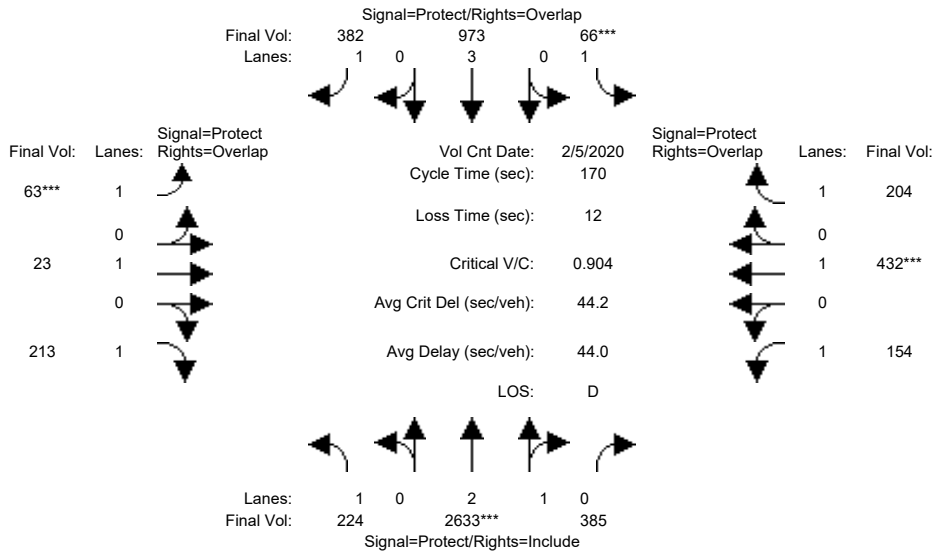 Signal=Protect/Rights=Overlap
Final Vol: 382 973 66***
Lanes: 1 0 3 0 1
Signal=Protect
Final Vol: Lanes: Rights=Overlap
Vol Cnt Date: 2/5/2020
Signal=Protect
Rights=Overlap Lanes: Final Vol:
Cycle Time (sec): 170
63*** 1
1 204
Loss Time (sec): 12
0
0
23 1
Critical V/C: 0.904
1 432***
0
Avg Crit Del (sec/veh): 44.2
0
213 1
Avg Delay (sec/veh): 44.0
1 154
LOS: D
Lanes: 1 0 2 1 0
Final Vol: 224 2633*** 385
Signal=Protect/Rights=Include